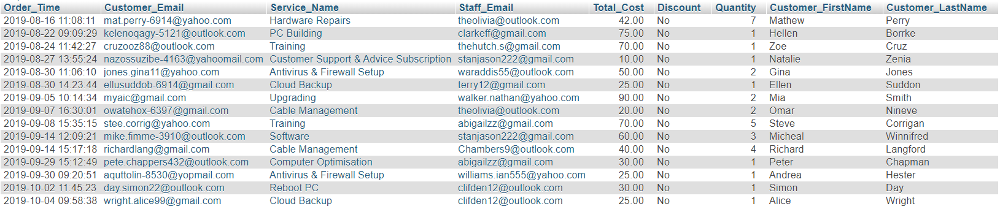 Order_Time Customer_Email Service_Name Staff_Email Total_Cost Discount Quantity Customer_FirstName Customer_LastName
2019-08-16 11:08:11 mat.perry-6914@yahoo.com Hardware Repairs theolivia@outlook.com 42.00 No 7 Mathew Perry
2019-08-22 09:09:29 kelenoqagy-5121@outlook.com PC Building clarkeff@gmail.com 75.00 No 1 Hellen Borrke
2019-08-24 11:42:27 cruzooz88@outlook.com Training thehutch.s@gmail.com 70.00 No 1 Zoe Cruz
2019-08-27 13:55:24 nazossuzibe-4163@yahoomail.com Customer Support & Advice Subscription stanjason222@gmail.com 10.00 No 1 Natalie Zenia
2019-08-30 11:06:10 jones.gina11@yahoo.com Antivirus & Firewall Setup waraddis55@outlook.com 50.00 No 2 Gina Jones
2019-08-30 14:23:44 ellusuddob-6914@gmail.com Cloud Backup terry12@gmail.com 25.00 No 1 Ellen Suddon
2019-09-05 10:14:34 myaic@gmail.com Upgrading walker.nathan@yahoo.com 90.00 No 2 Mia Smith
2019-09-07 16:30:01 owatehox-6397@gmail.com Cable Management theolivia@outlook.com 20.00 No 2 Omar Nineve
2019-09-08 15:35:15 stee.corrig@yahoo.com Training abigailzz@gmail.com 70.00 No 5 Steve Corrigan
2019-09-14 12:09:21 mike.fimme-3910@outlook.com Software stanjason222@gmail.com 60.00 No 3 Micheal Winnifred
2019-09-14 15:17:18 richardlang@gmail.com Cable Management Chambers9@outlook.com 40.00 No 4 Richard Langford
2019-09-29 15:12:49 pete.chappers432@outlook.com Computer Optimisation abigailzz@gmail.com 30.00 No 1 Peter Chapman
2019-09-30 09:20:51 aquttolin-8530@yopmail.com Antivirus & Firewall Setup williams.ian555@yahoo.com 25.00 No 1 Andrea Hester
2019-10-02 11:45:23 day.simon22@outlook.com Reboot PC clifden12@outlook.com 30.00 No 1 Simon Day
2019-10-04 09:58:38 wright.alice99@gmail.com Cloud Backup clifden12@outlook.com 25.00 No 1 Alice Wright